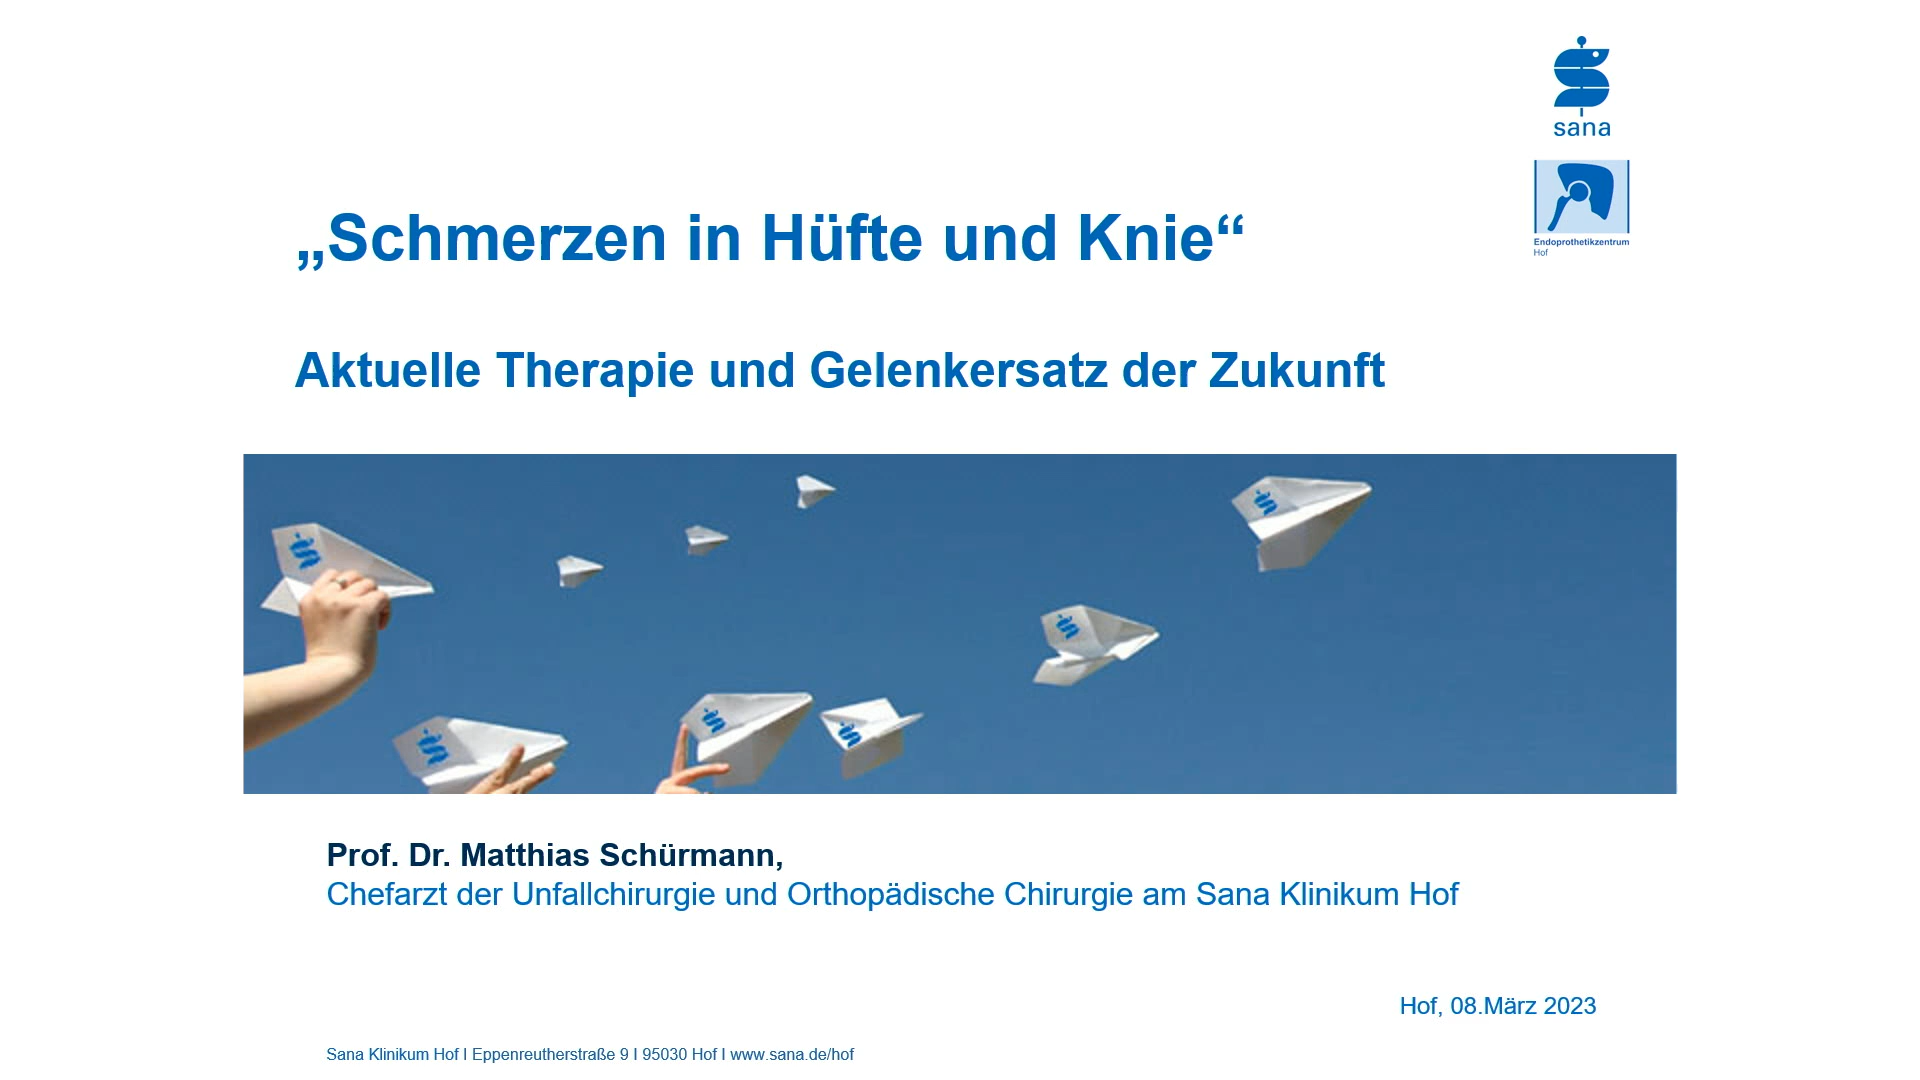 sana
Endoprothetikzentrum
Hof
„Schmerzen in Hüfte und Knie“
Aktuelle Therapie und Gelenkersatz der Zukunft
Prof. Dr. Matthias Schürmann,
Chefarzt der Unfallchirurgie und Orthopädische Chirurgie am Sana Klinikum Hof
Hof, 08.März 2023
Sana Klinikum Hof I Eppenreutherstraße 9 I 95030 Hof I www.sana.de/hof